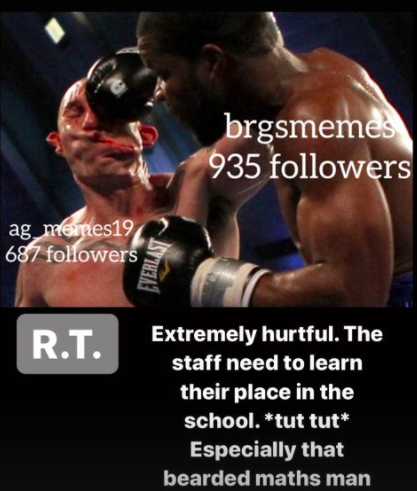 brgsmemes
935 followers
ag_memes19
687 followers
EVERLAST
R.T.
Extremely hurtful. The
staff need to learn
their place in the
school. *tut tut*
Especially that
bearded maths man